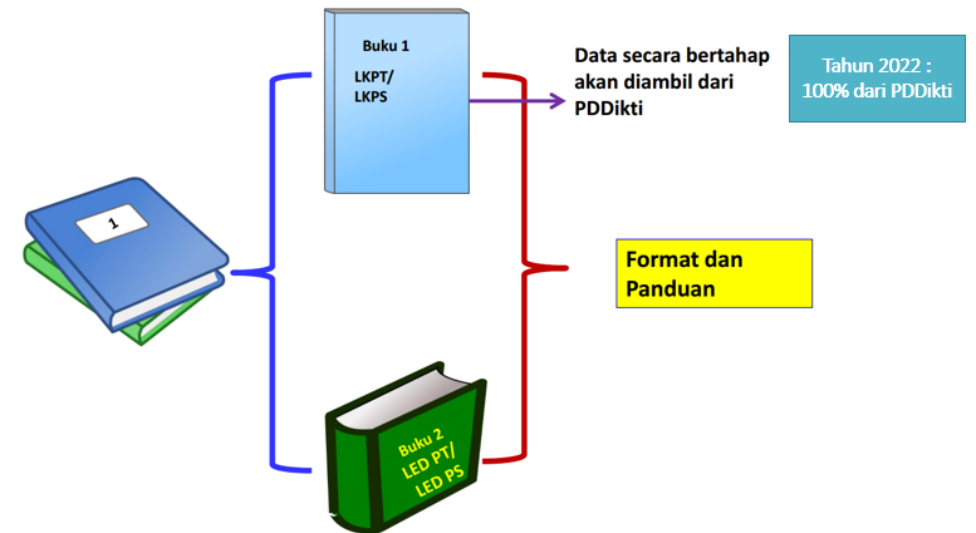 Buku 1
LKPT/
LKPS
Data secara bertahap
akan diambil dari
PDDikti
Tahun 2022 :
100% dari PDDikti
1
Format dan
Panduan
Buku 2
LED PT/
LED PS